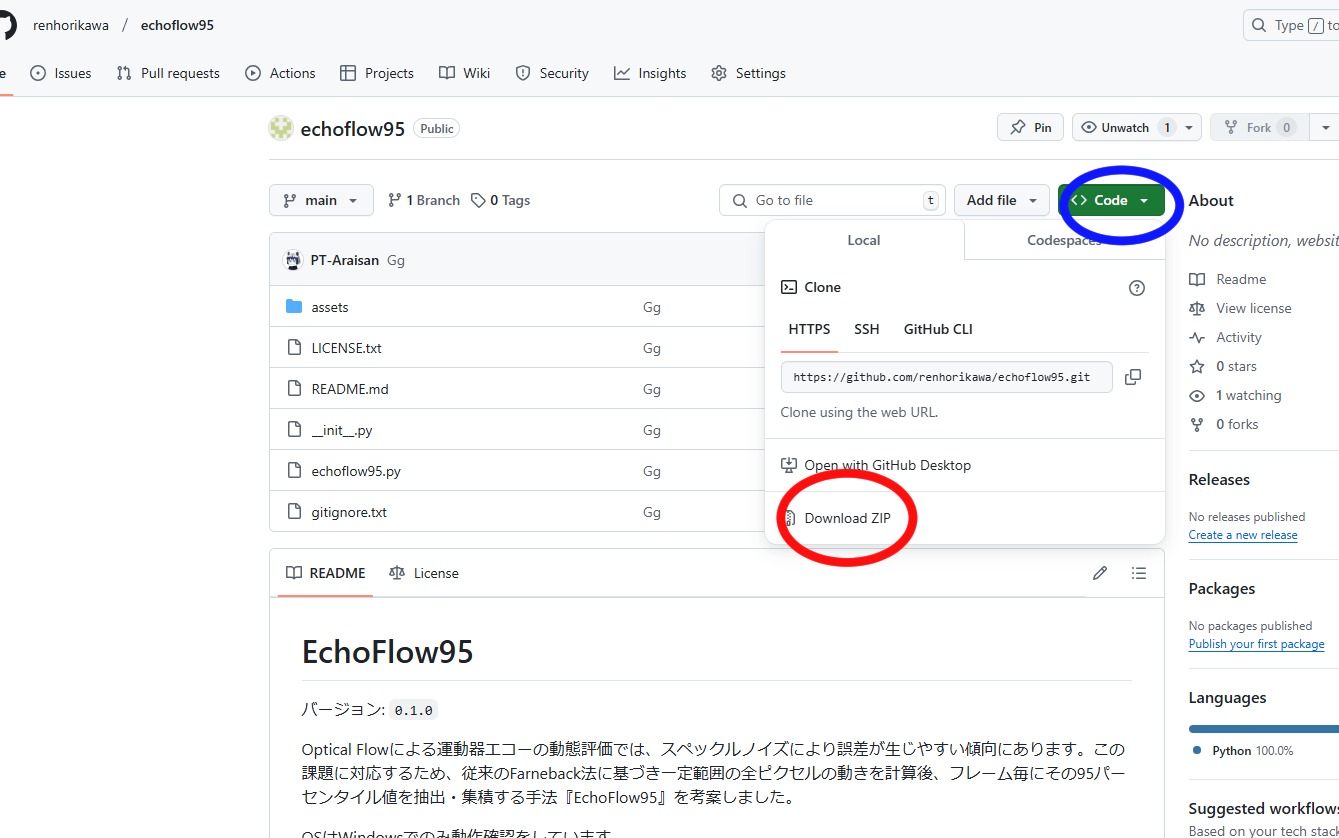 renhorikawa / echoflow95
Type / to
e Issues Pull requests Actions Projects Wiki Security Insights Settings
echoflow95 Public
Pin Unwatch 1 Fork 0
main 1 Branch 0 Tags
Go to file t Add file <> Code
About
Local Codespaces
No description, websit
PT-Araisan Gg
Clone
Readme
assets Gg
View license
HTTPS SSH GitHub CLI
Activity
LICENSE.txt Gg
0 stars
https://github.com/renhorikawa/echoflow95.git
README.md Gg
1 watching
Clone using the web URL.
0 forks
__init__.py Gg
Open with GitHub Desktop
echoflow95.py Gg
Releases
Download ZIP
gitignore.txt Gg
No releases published
Create a new release
README License
Packages
No packages published
Publish your first package
EchoFlow95
バージョン: 0.1.0
Languages
Python 100.0%
Optical Flowによる運動器エコーの動態評価では、スペックルノイズにより誤差が生じやすい傾向にあります。この
課題に対応するため、従来のFarneback法に基づき一定範囲の全ピクセルの動きを計算後、フレーム毎にその95パー
センタイル値を抽出・集積する手法『EchoFlow95』を考案しました。
Suggested workflows
Based on your tech stack
OSはWindowsでのみ動作確認をしています